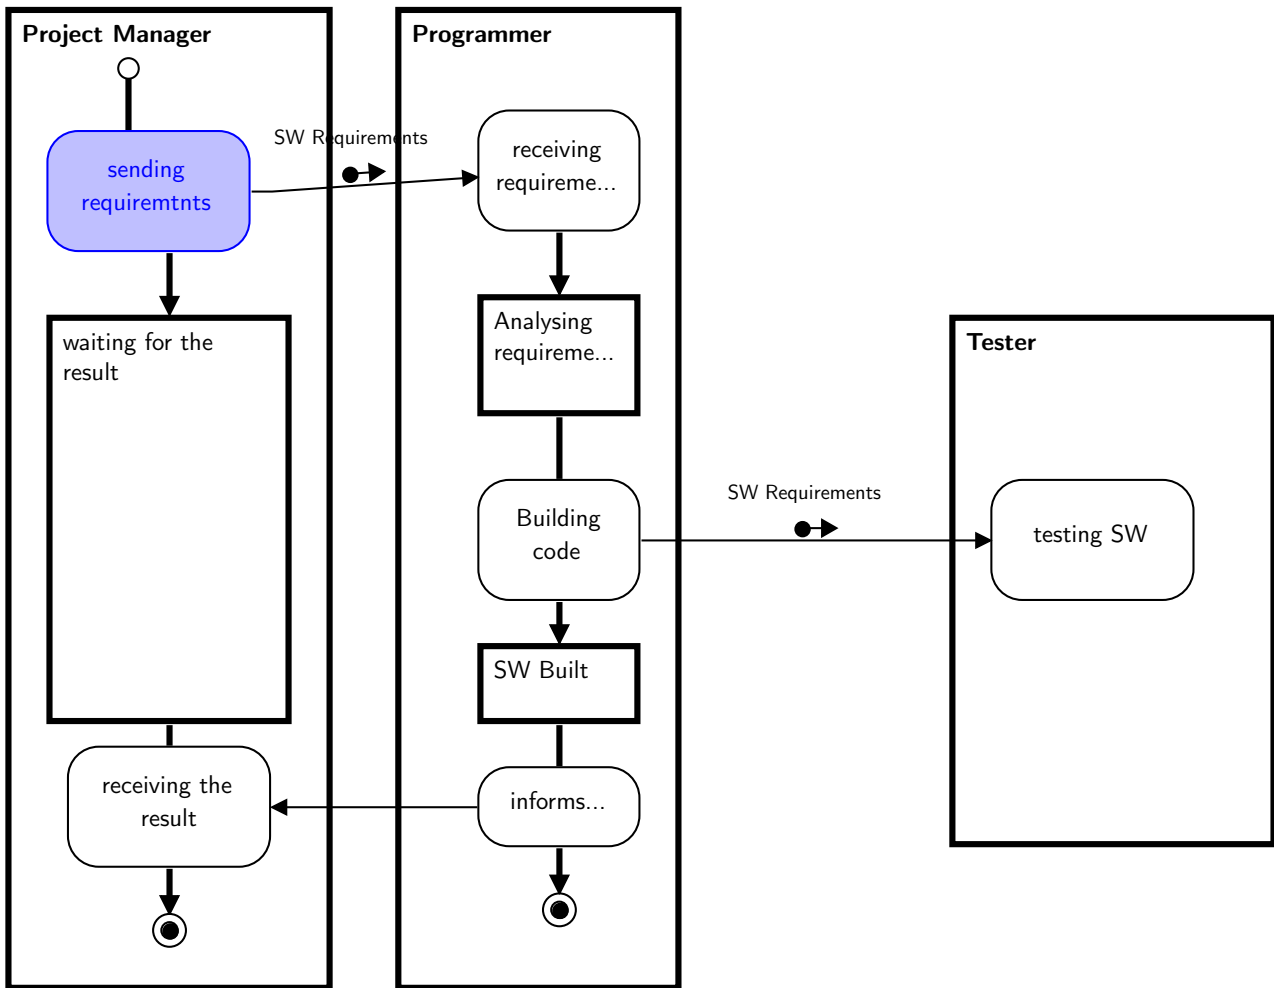 Project Manager
Programmer
SW Requirements
sending
requiremtnts
receiving
requireme...
waiting for the
result
Analysing
requireme...
Tester
SW Requirements
Building
code
testing SW
SW Built
receiving the
result
informs...